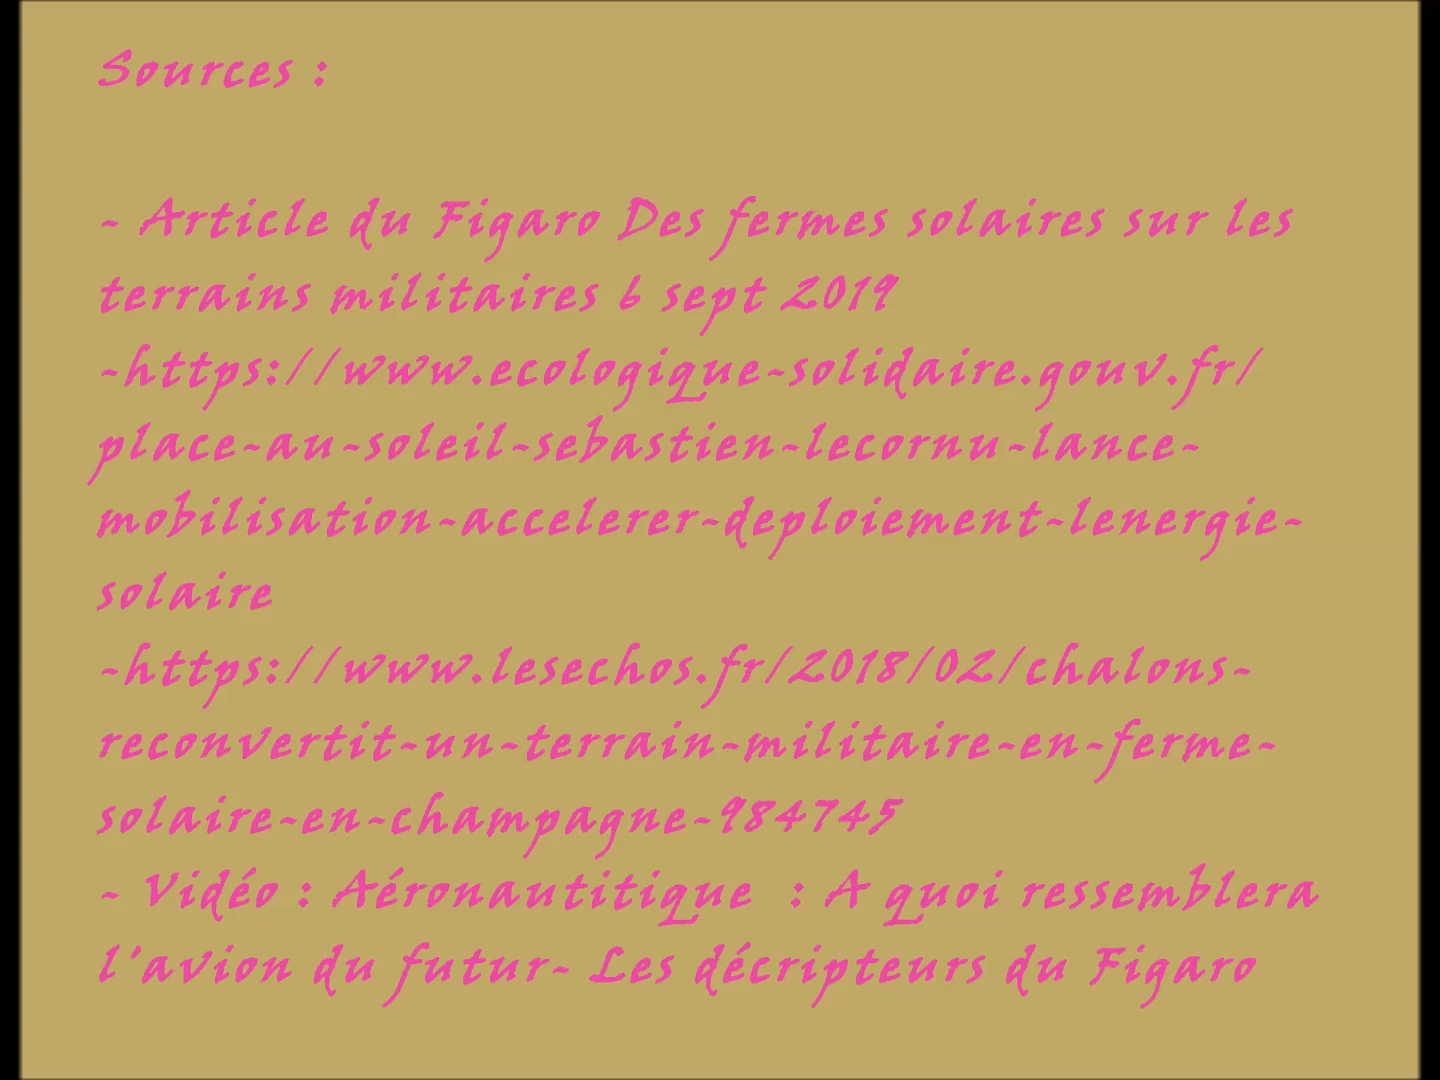 Sources :
- Article du Figaro Des fermes solaires sur les
terrains militaires 6 sept 2019
-https://www.ecologique-solidaire.gouv.fr/
place-au-soleil-sebastien-lecornu-lance-
mobilisation-accelerer-deploiement-lenergie-
solaire
-https://www.lesechos.fr/2018/02/chalons-
reconvertit-un-terrain-militaire-en-ferme-
solaire-en-champagne-984745
- Vidéo : Aéronautitique  : A quoi ressemblera
l'avion du futur- Les décripteurs du Figaro